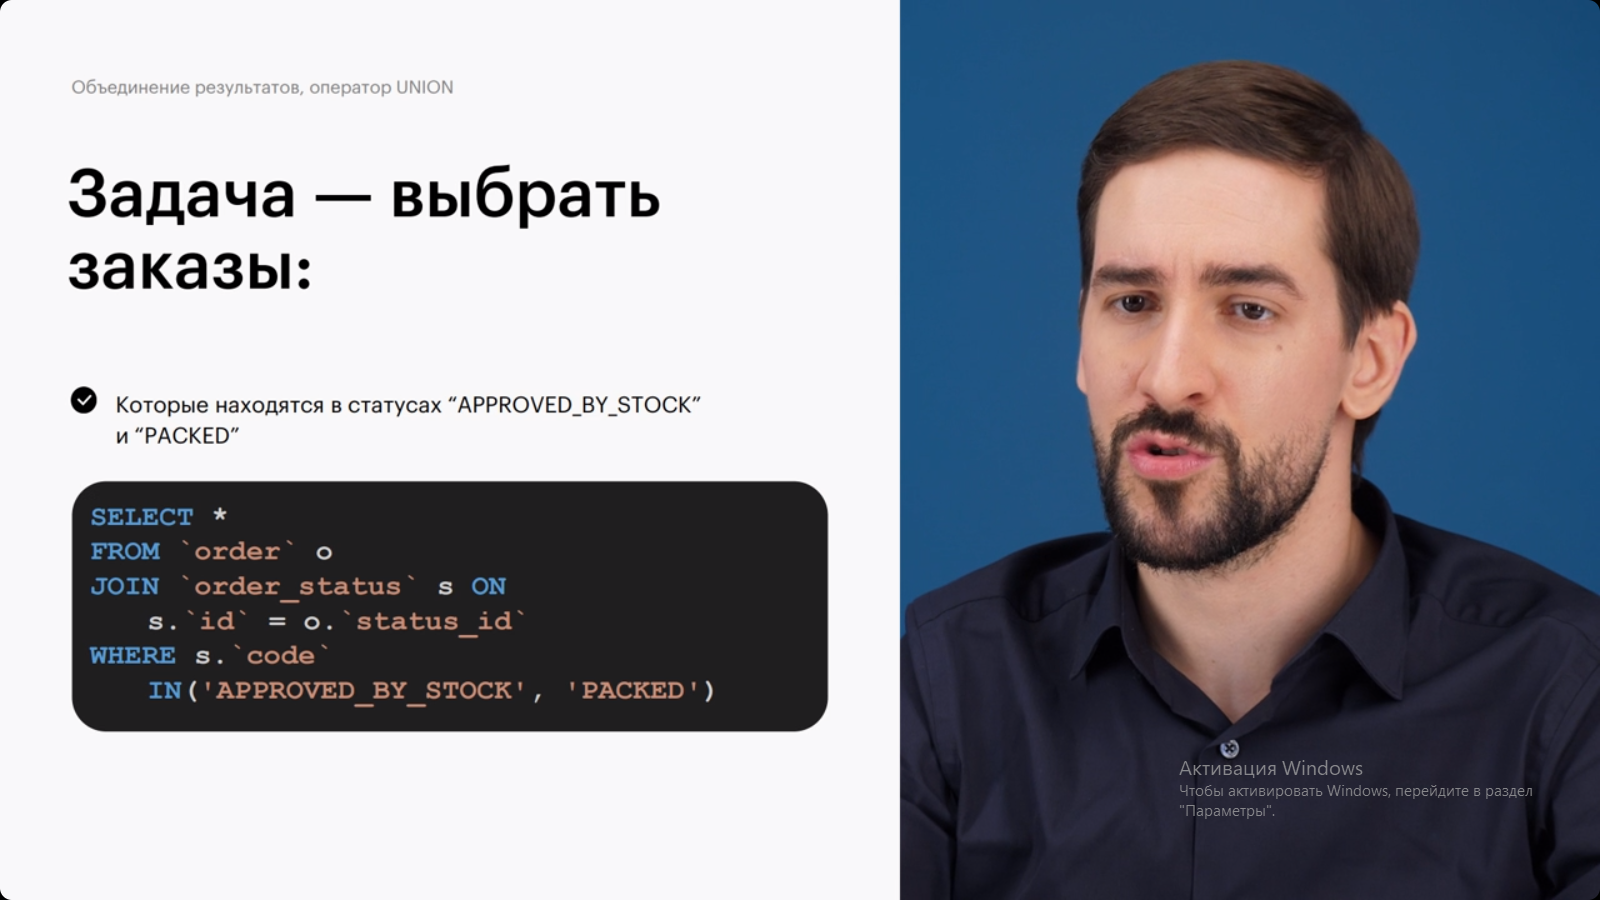 Объединение результатов, оператор UNION
Задача — выбрать
заказы:
Которые находятся в статусах “APPROVED_BY_STOCK”
и “PACKED”
SELECT *
FROM `order` o
JOIN `order_status` s ON
s.`id` = o.`status_id`
WHERE s.`code`
IN('APPROVED_BY_STOCK', 'PACKED')
Активация Windows
Чтобы активировать Windows, перейдите в раздел
"Параметры".